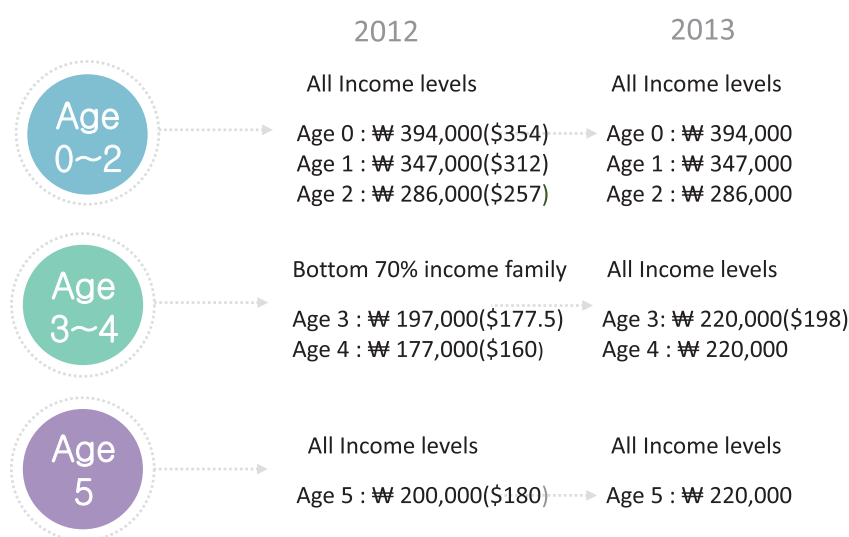 2012
2013
Age
0~2
All Income levels
Age 0 : ₩ 394,000($354)
Age 1 : ₩ 347,000($312)
Age 2 : ₩ 286,000($257)
All Income levels
Age 0 : ₩ 394,000
Age 1 : ₩ 347,000
Age 2 : ₩ 286,000
Age
3~4
Bottom 70% income family
Age 3 : ₩ 197,000($177.5)
Age 4 : ₩ 177,000($160)
All Income levels
Age 3: ₩ 220,000($198)
Age 4 : ₩ 220,000
Age
5
All Income levels
Age 5 : ₩ 200,000($180)
All Income levels
Age 5 : ₩ 220,000